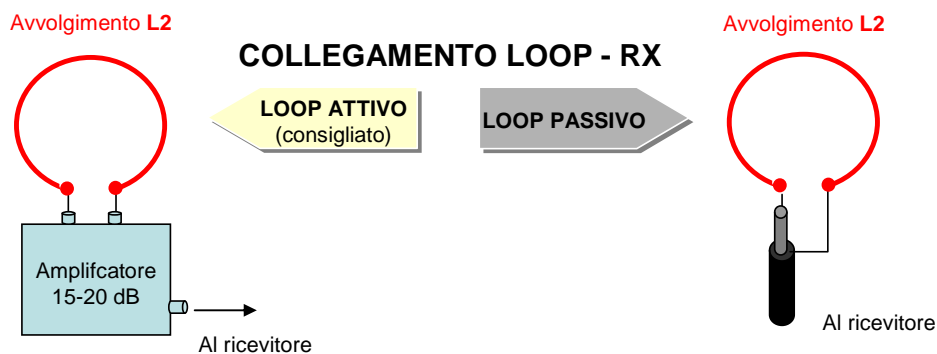 Avvolgimento L2
Avvolgimento L2
COLLEGAMENTO LOOP - RX
LOOP ATTIVO
(consigliato)
LOOP PASSIVO
Amplifcatore
15-20 dB
Al ricevitore
Al ricevitore